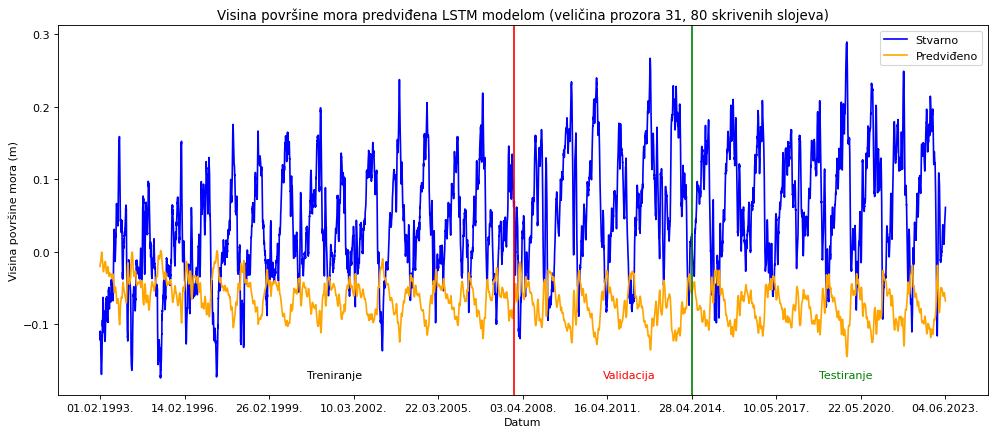 Visina površine mora predviđena LSTM modelom (veličina prozora 31, 80 skrivenih slojeva)
Stvarno
Predviđeno
0.3
0.2
0.1
0.0
−0.1
Visina površine mora (m)
Treniranje
Validacija
Testiranje
01.02.1993.
14.02.1996.
26.02.1999.
10.03.2002.
22.03.2005.
03.04.2008.
16.04.2011.
28.04.2014.
10.05.2017.
22.05.2020.
04.06.2023.
Datum